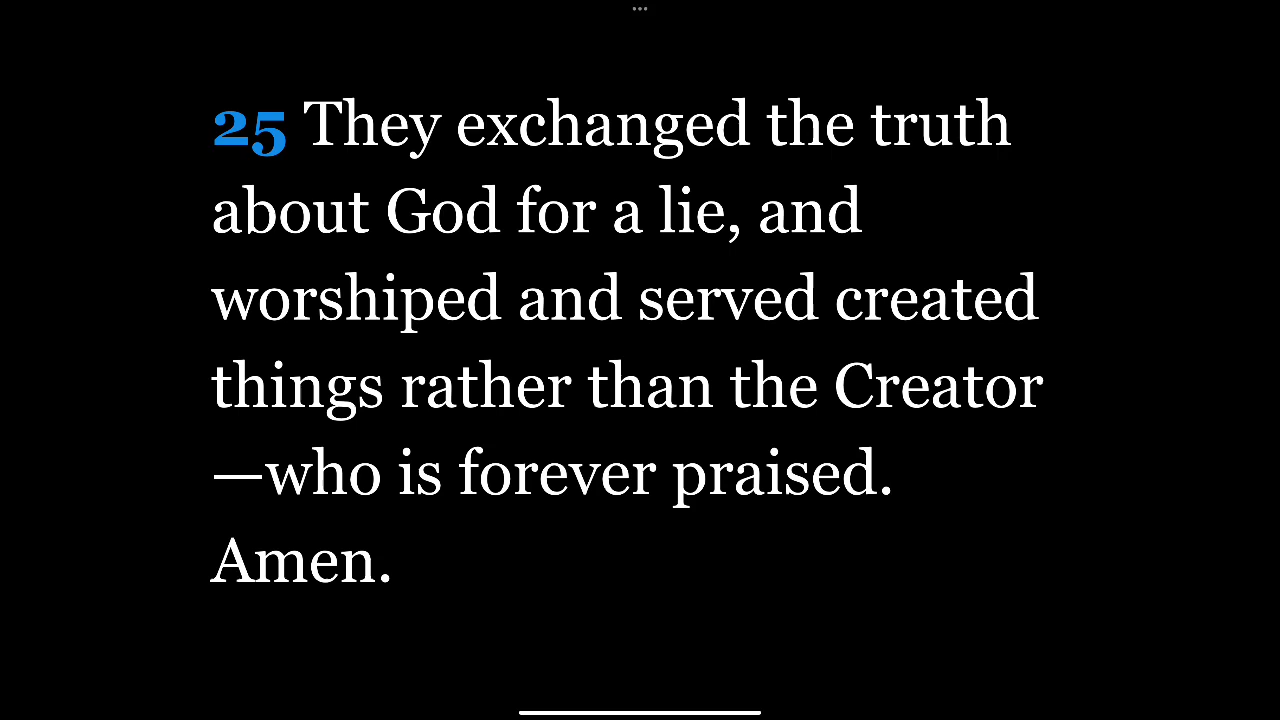 25 They exchanged the truth
about God for a lie, and
worshiped and served created
things rather than the Creator
—who is forever praised.
Amen.